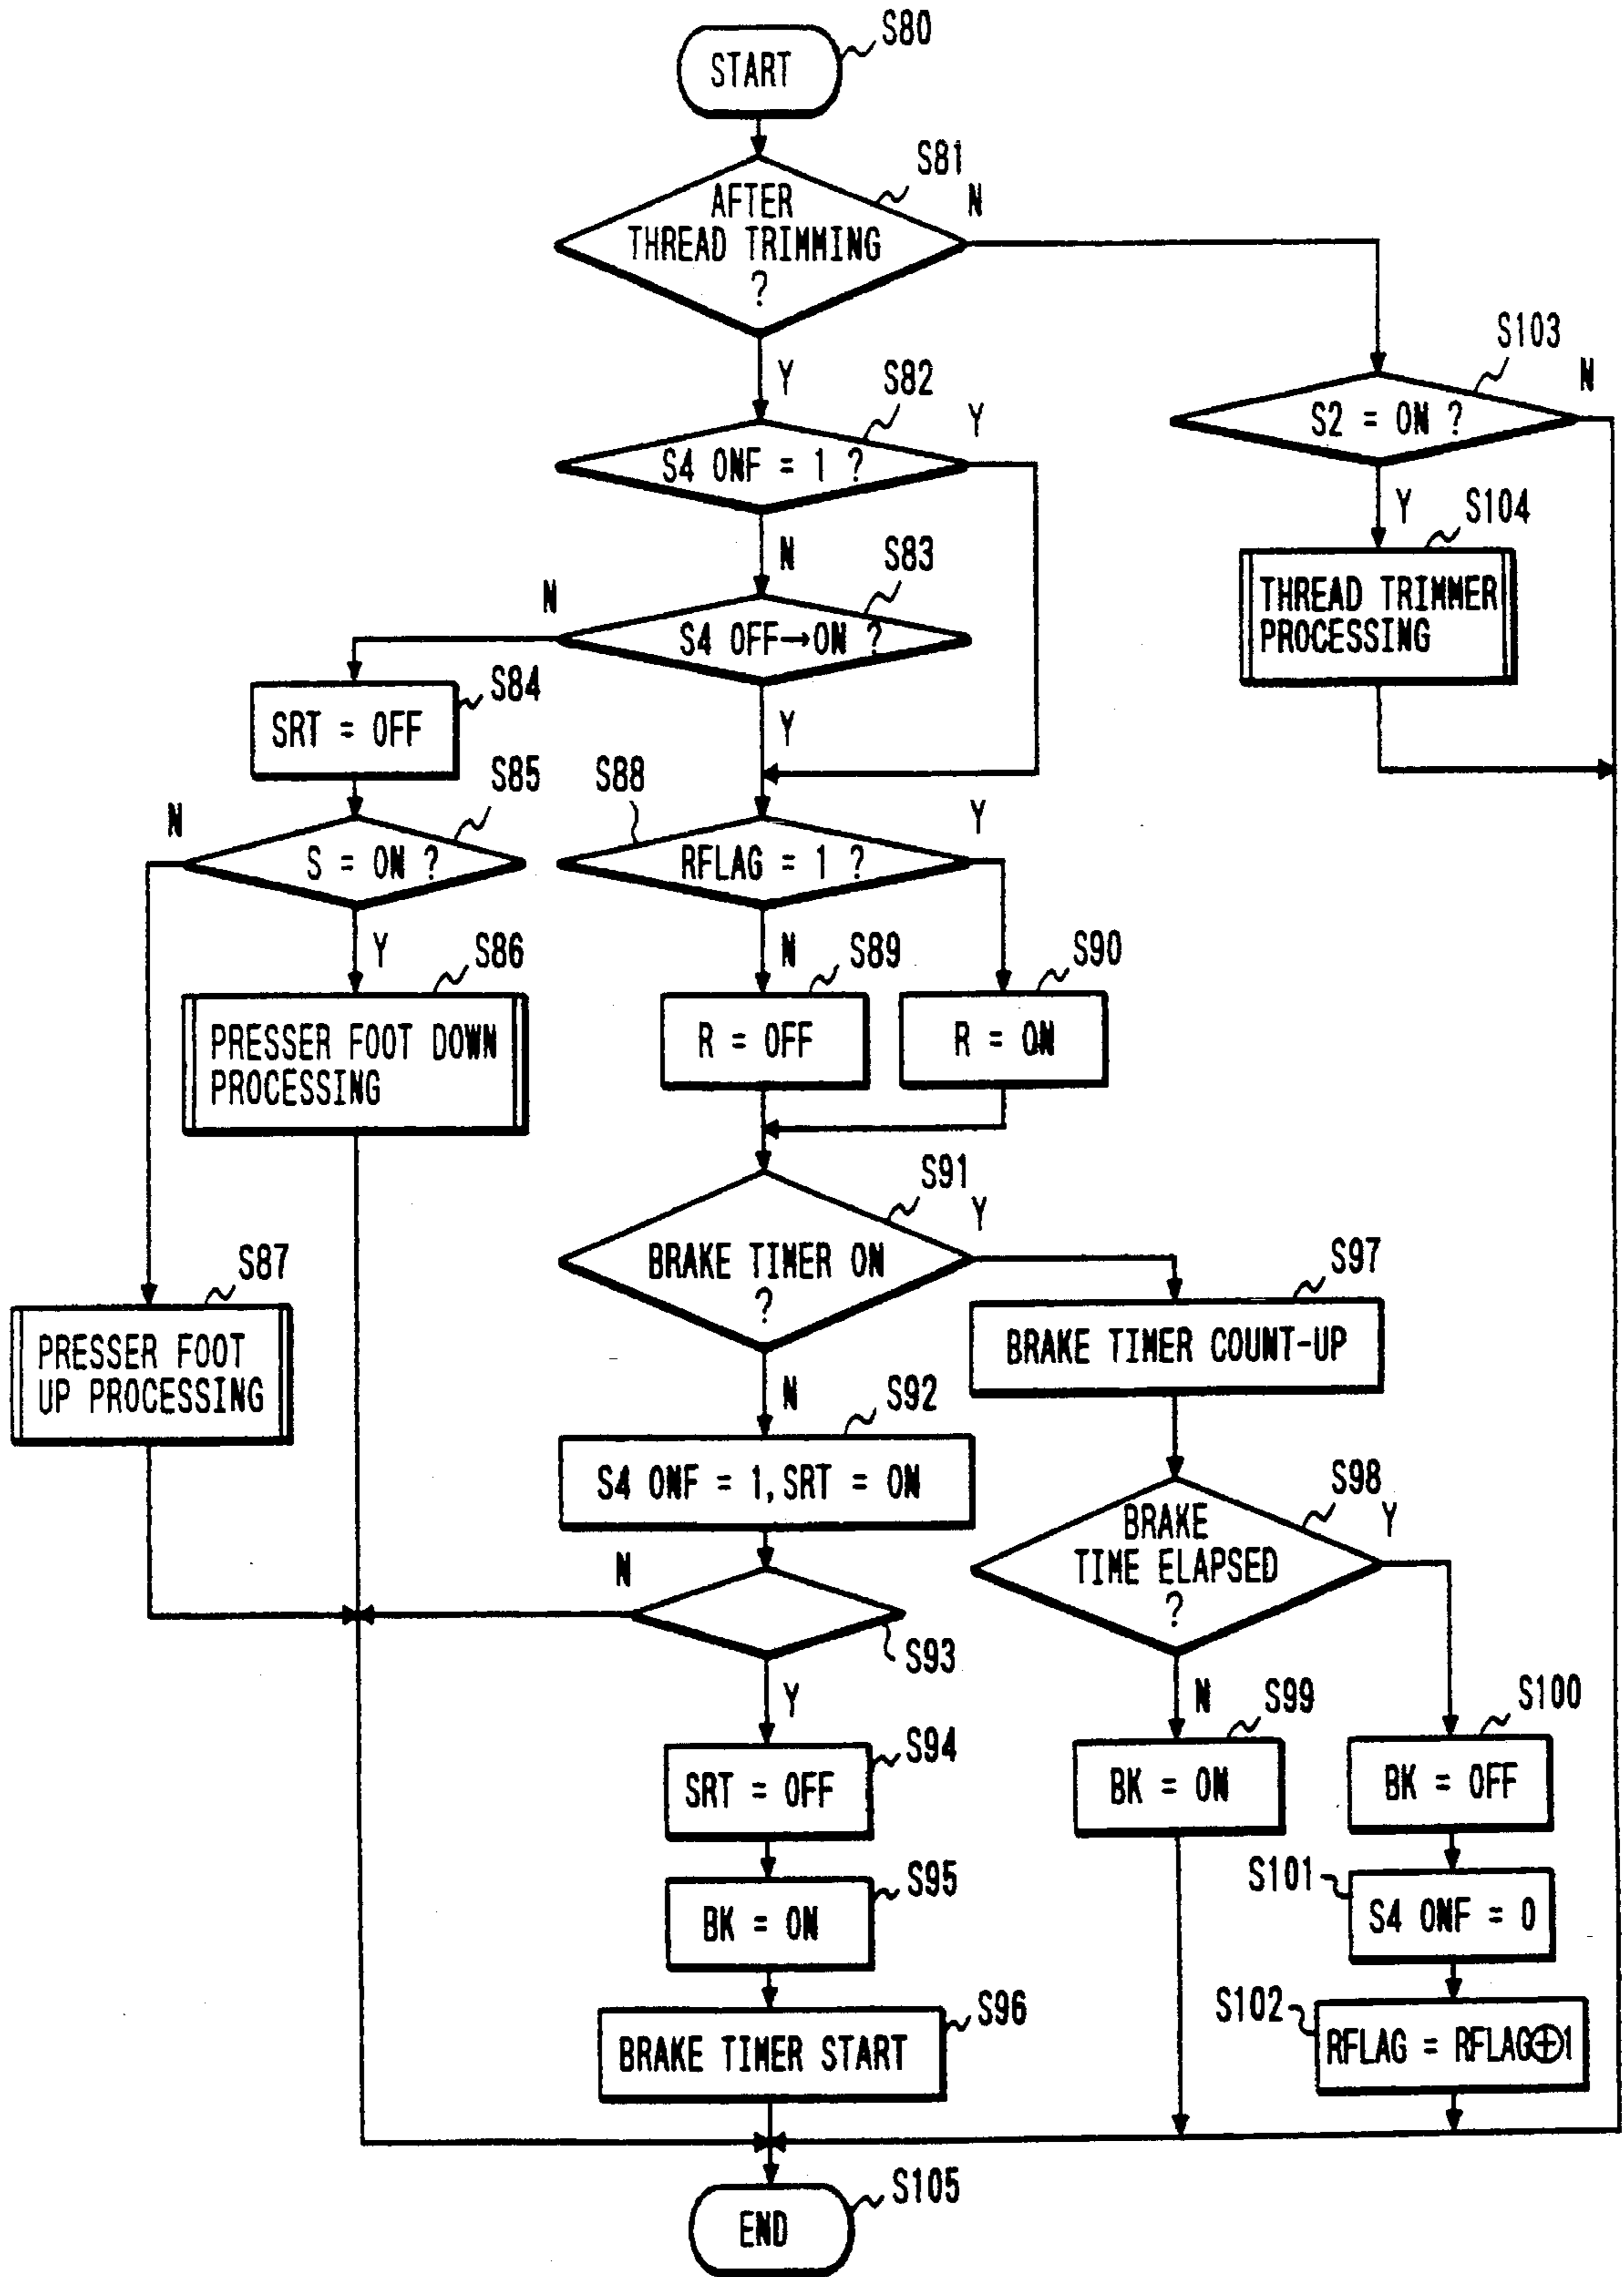 START
S80
AFTER
THREAD TRIMMING
?
S81
N
Y
S82
Y
S4 ONF = 1 ?
N
S103
N
S2 = ON ?
Y
S104
THREAD TRIMMER
PROCESSING
S83
N
S4 OFF→ON ?
Y
S84
SRT = OFF
S85
N
S = ON ?
Y
S86
PRESSER FOOT DOWN
PROCESSING
S87
PRESSER FOOT
UP PROCESSING
S88
Y
RFLAG = 1 ?
N
S89
R = OFF
S90
R = ON
S91
Y
BRAKE TIMER ON
?
N
S92
S4 ONF = 1, SRT = ON
N
S93
Y
S94
SRT = OFF
S95
BK = ON
S96
BRAKE TIMER START
S97
BRAKE TIMER COUNT-UP
S98
Y
BRAKE
TIME ELAPSED
?
N
S99
BK = ON
S100
BK = OFF
S101
S4 ONF = 0
S102
RFLAG = RFLAG⊕1
S105
END